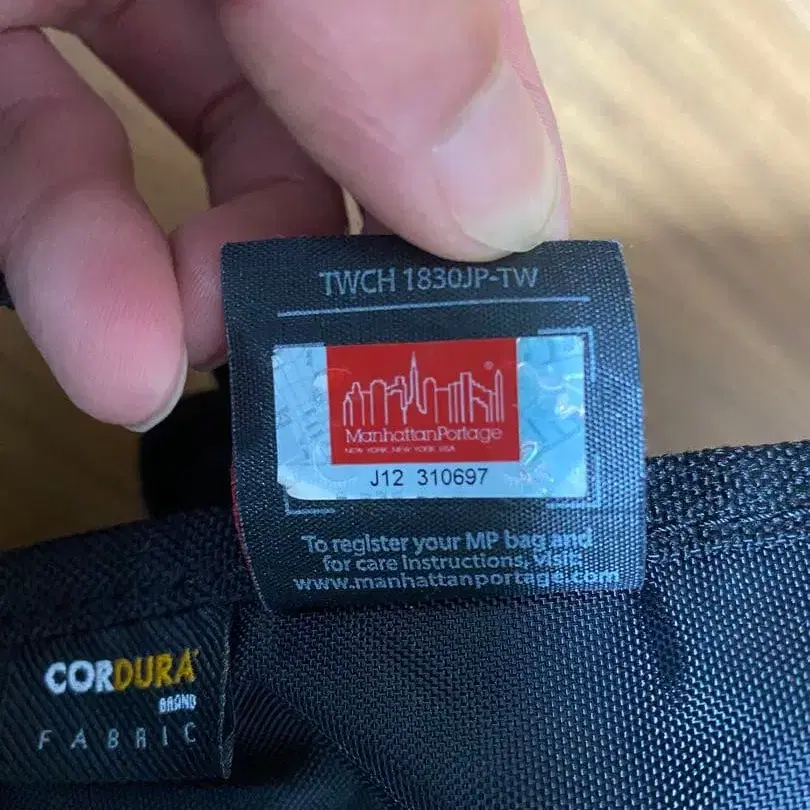 TWCH 1830JP-TW
®
ManhattanPortage
NEW YORK, NEW YORK USA
J12 310697
To register your MP bag and
for care instructions, visit:
www.manhattanportage.com
CORDURA
BRAND
FABRIC